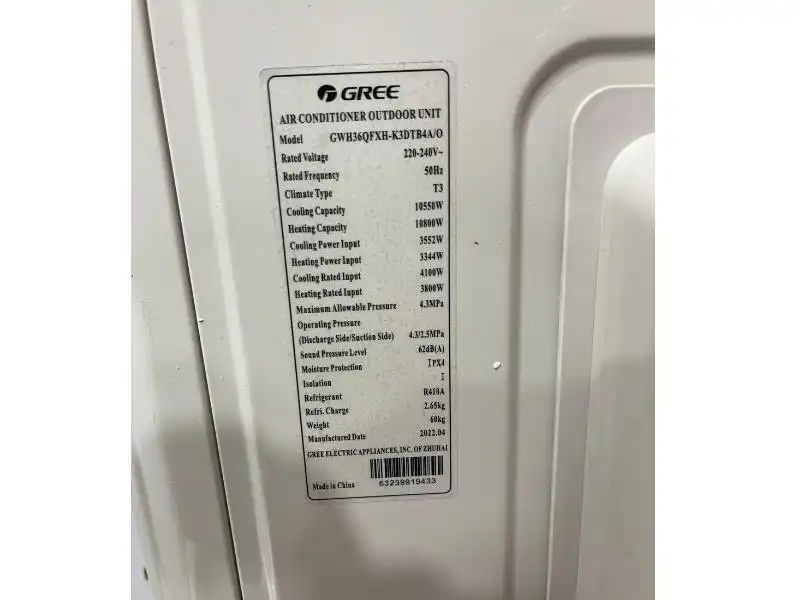 GREE
AIR CONDITIONER OUTDOOR UNIT
Model GWH36QFXH-K3DTB4A/O
Rated Voltage 220-240V~
Rated Frequency 50Hz
Climate Type T3
Cooling Capacity 10550W
Heating Capacity 10800W
Cooling Power Input 3552W
Heating Power Input 3344W
Cooling Rated Input 4100W
Heating Rated Input 3800W
Maximum Allowable Pressure 4.3MPa
Operating Pressure
(Discharge Side/Suction Side) 4.3/2.5MPa
Sound Pressure Level 62dB(A)
Moisture Protection IPX4
Isolation I
Refrigerant R410A
Refri. Charge 2.65kg
Weight 60kg
Manufactured Date 2022.04
GREE ELECTRIC APPLIANCES, INC. OF ZHUHAI
Made in China 63239919433